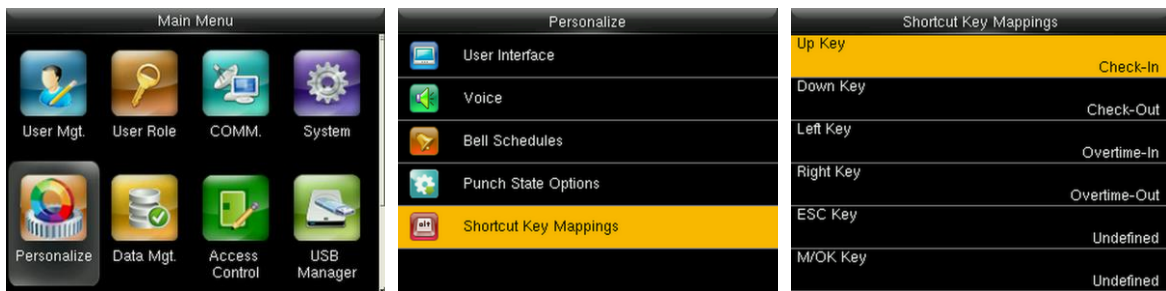 Main Menu
User Mgt.
User Role
COMM.
System
Personalize
Data Mgt.
Access
Control
USB
Manager
Personalize
User Interface
Voice
Bell Schedules
Punch State Options
alt
Shortcut Key Mappings
Shortcut Key Mappings
Up Key
Check-In
Down Key
Check-Out
Left Key
Overtime-In
Right Key
Overtime-Out
ESC Key
Undefined
M/OK Key
Undefined